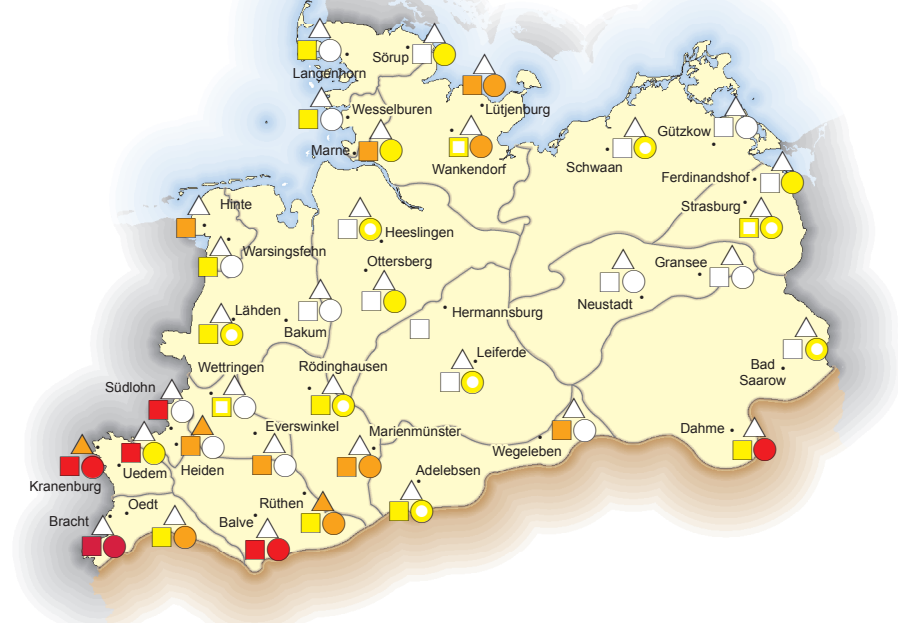 Sörup
Langenhorn
Wesselburen
Lütjenburg
Marne
Wankendorf
Gützkow
Schwaan
Ferdinandshof
Strasburg
Hinte
Heeslingen
Warsingsfehn
Ottersberg
Gransee
Neustadt
Lähden
Bakum
Hermannsburg
Leiferde
Wettringen
Rödinghausen
Bad
Saarow
Südlohn
Everswinkel
Marienmünster
Dahme
Wegeleben
Uedem
Heiden
Adelebsen
Kranenburg
Oedt
Rüthen
Bracht
Balve